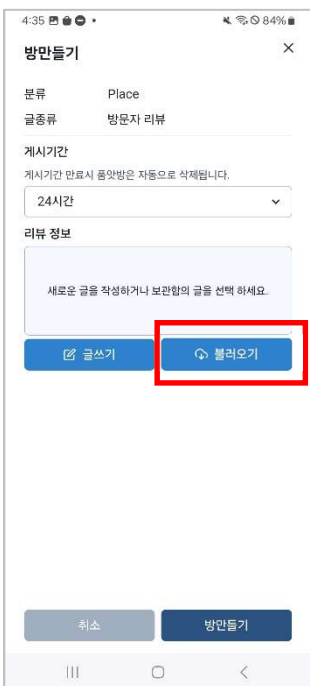 4:35 84%
방만들기
분류 Place
글종류 방문자 리뷰
게시기간
게시기간 만료시 품앗방은 자동으로 삭제됩니다.
24시간
리뷰 정보
새로운 글을 작성하거나 보관함의 글을 선택 하세요.
글쓰기 불러오기
취소 방만들기